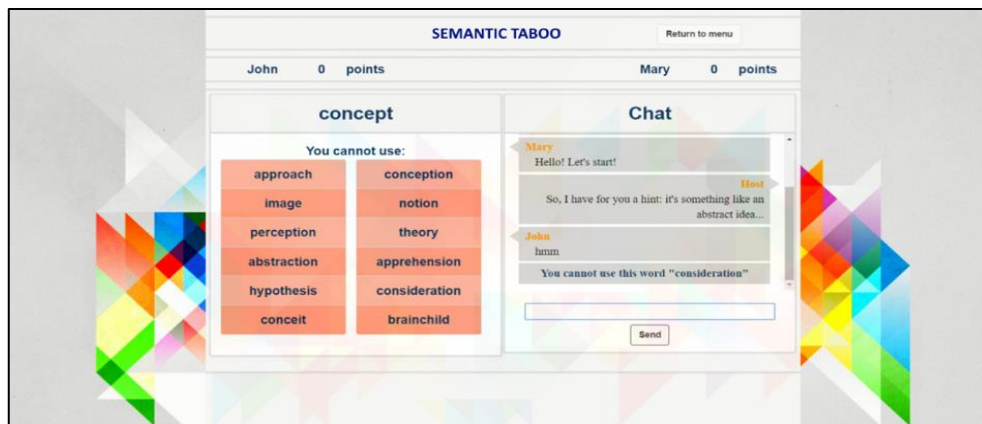 SEMANTIC TABOO
Return to menu
John 0 points
Mary 0 points
concept
You cannot use:
approach conception
image notion
perception theory
abstraction apprehension
hypothesis consideration
conceit brainchild
Chat
Mary
Hello! Let's start!
Host
So, I have for you a hint: it's something like an
abstract idea...
John
hmm
You cannot use this word "consideration"
Send